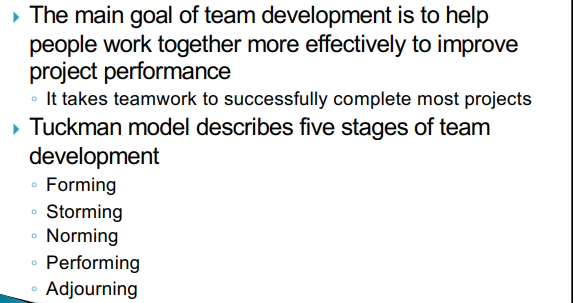 The main goal of team development is to help
people work together more effectively to improve
project performance
It takes teamwork to successfully complete most projects
Tuckman model describes five stages of team
development
Forming
Storming
Norming
Performing
Adjourning